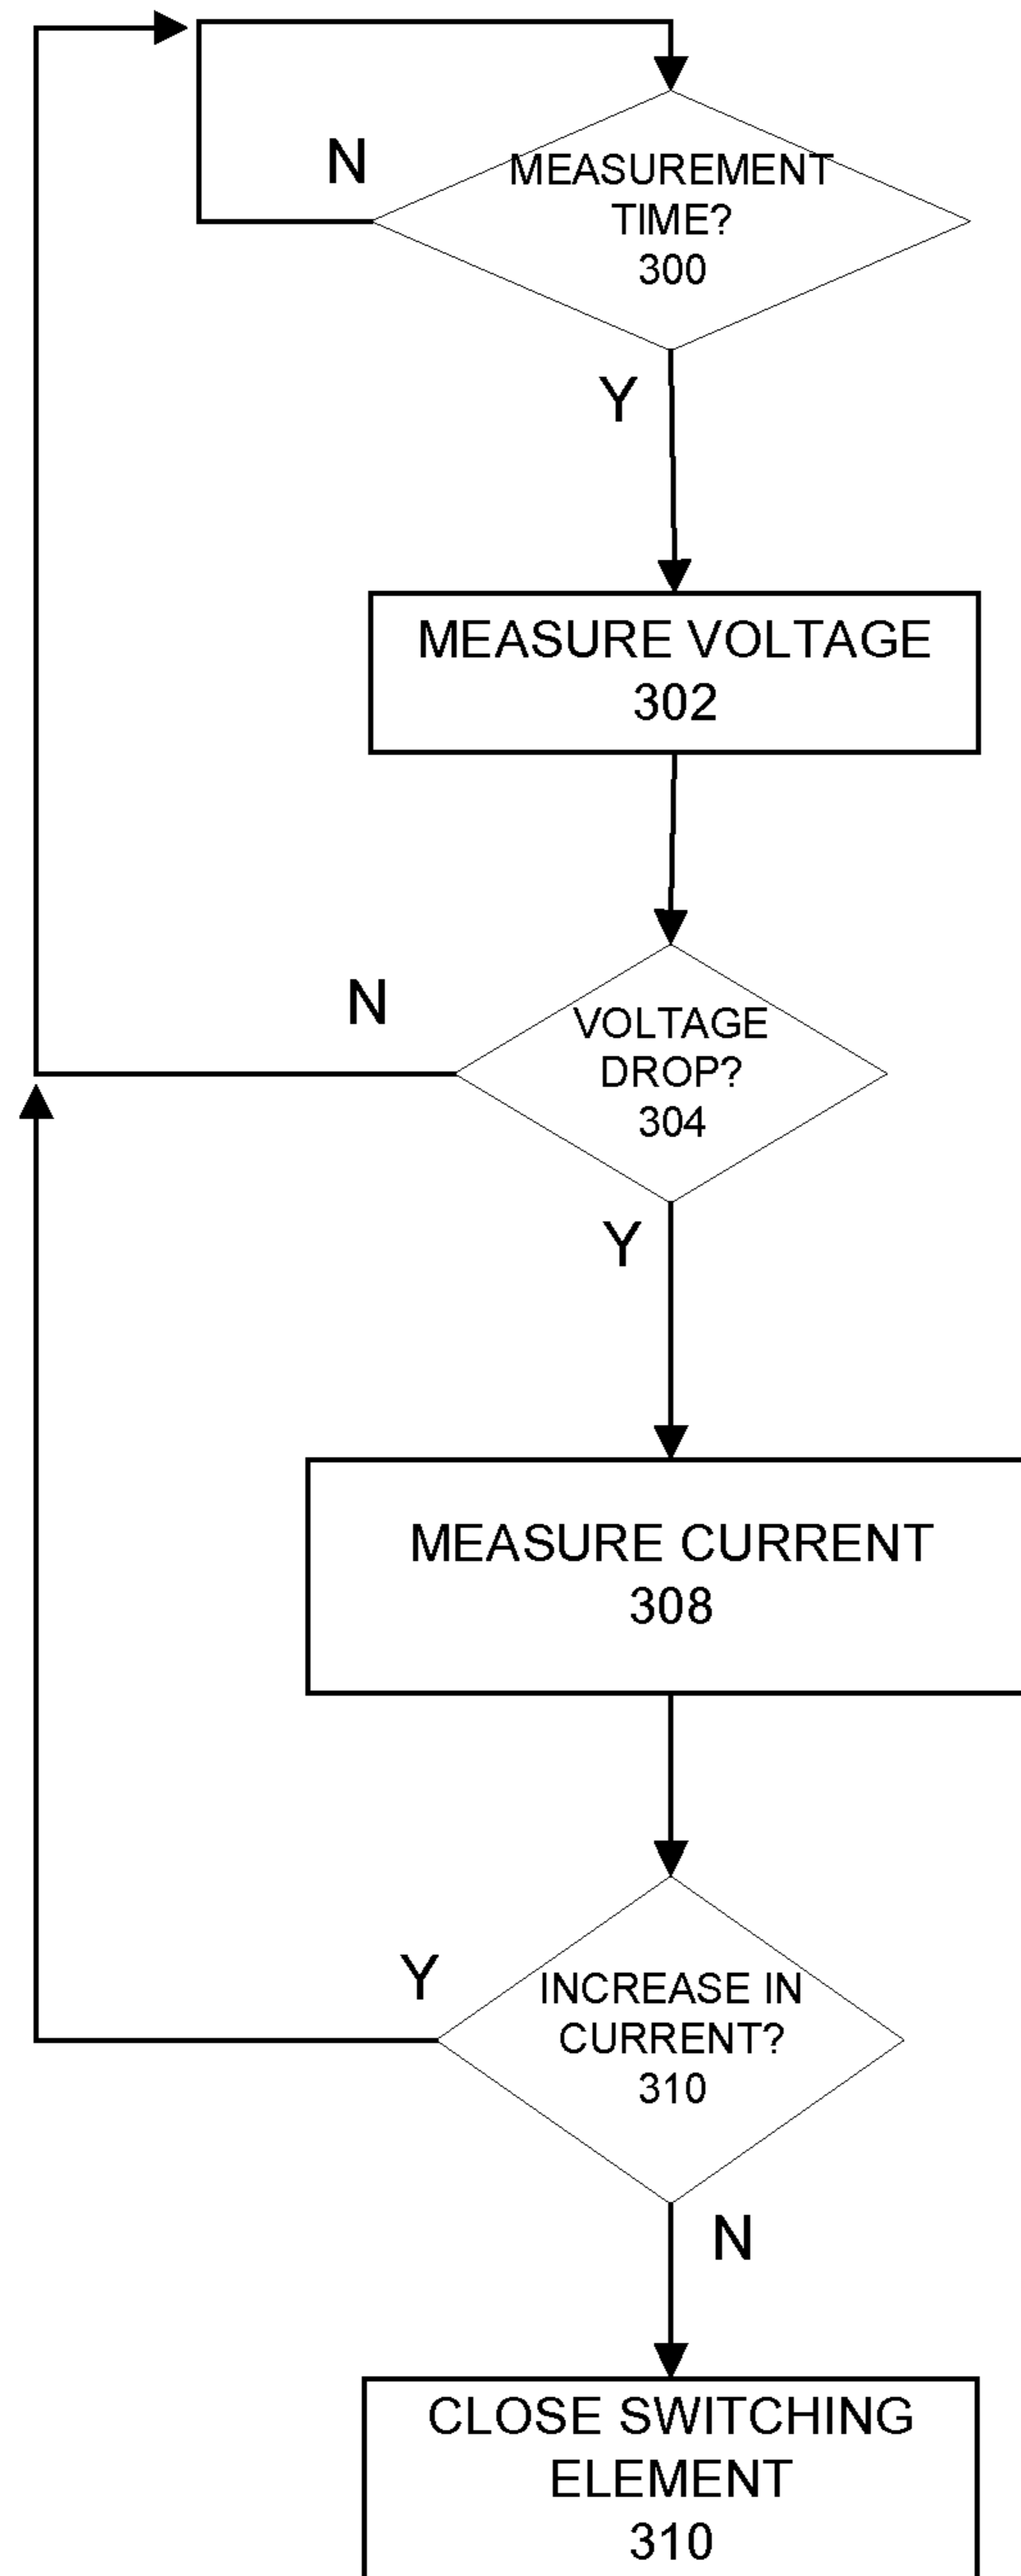 N
MEASUREMENT
TIME?
300
Y
MEASURE VOLTAGE
302
N
VOLTAGE
DROP?
304
Y
MEASURE CURRENT
308
Y
INCREASE IN
CURRENT?
310
N
CLOSE SWITCHING
ELEMENT
310